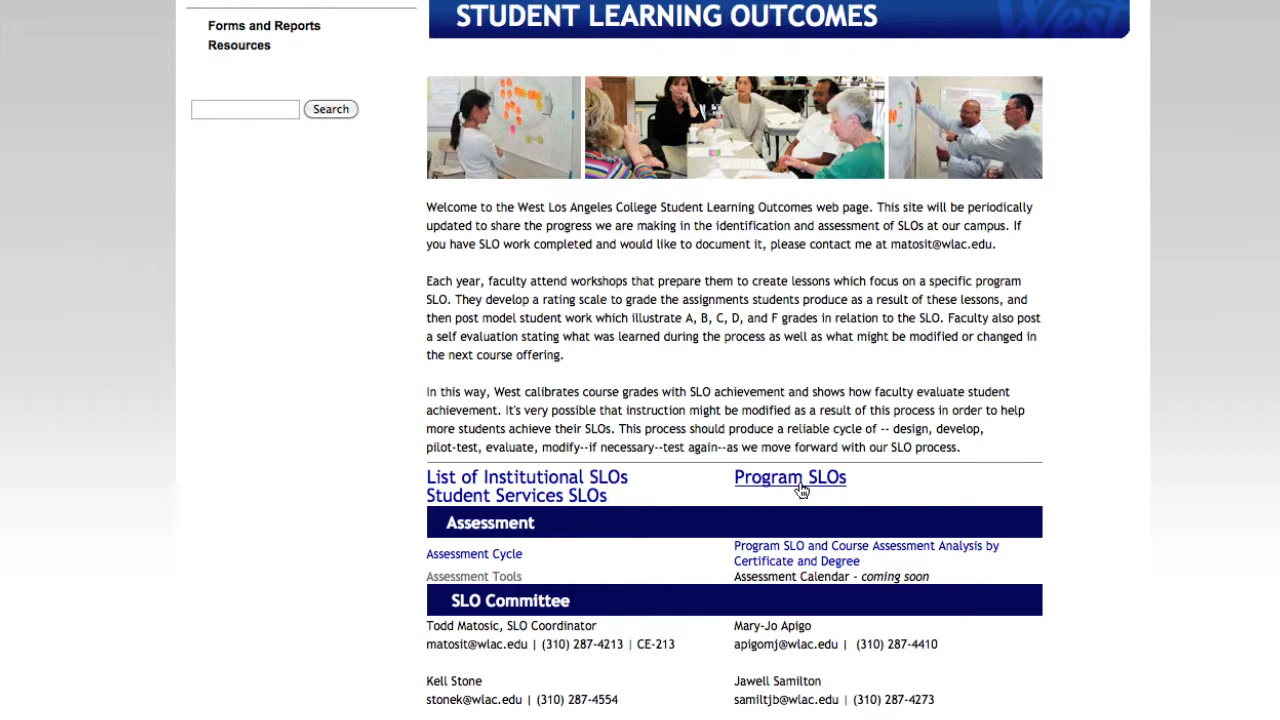 Forms and Reports
Resources
Search
STUDENT LEARNING OUTCOMES
West
Welcome to the West Los Angeles College Student Learning Outcomes web page. This site will be periodically
updated to share the progress we are making in the identification and assessment of SLOs at our campus. If
you have SLO work completed and would like to document it, please contact me at matosit@wlac.edu.
Each year, faculty attend workshops that prepare them to create lessons which focus on a specific program
SLO. They develop a rating scale to grade the assignments students produce as a result of these lessons, and
then post model student work which illustrate A, B, C, D, and F grades in relation to the SLO. Faculty also post
a self evaluation stating what was learned during the process as well as what might be modified or changed in
the next course offering.
In this way, West calibrates course grades with SLO achievement and shows how faculty evaluate student
achievement. It's very possible that instruction might be modified as a result of this process in order to help
more students achieve their SLOs. This process should produce a reliable cycle of -- design, develop,
pilot-test, evaluate, modify--if necessary--test again--as we move forward with our SLO process.
List of Institutional SLOs
Program SLOs
Student Services SLOs
Assessment
Assessment Cycle
Program SLO and Course Assessment Analysis by
Certificate and Degree
Assessment Tools
Assessment Calendar - coming soon
SLO Committee
Todd Matosic, SLO Coordinator
matosit@wlac.edu | (310) 287-4213 | CE-213
Mary-Jo Apigo
apigomj@wlac.edu | (310) 287-4410
Kell Stone
stonek@wlac.edu | (310) 287-4554
Jawell Samilton
samiltjb@wlac.edu | (310) 287-4273